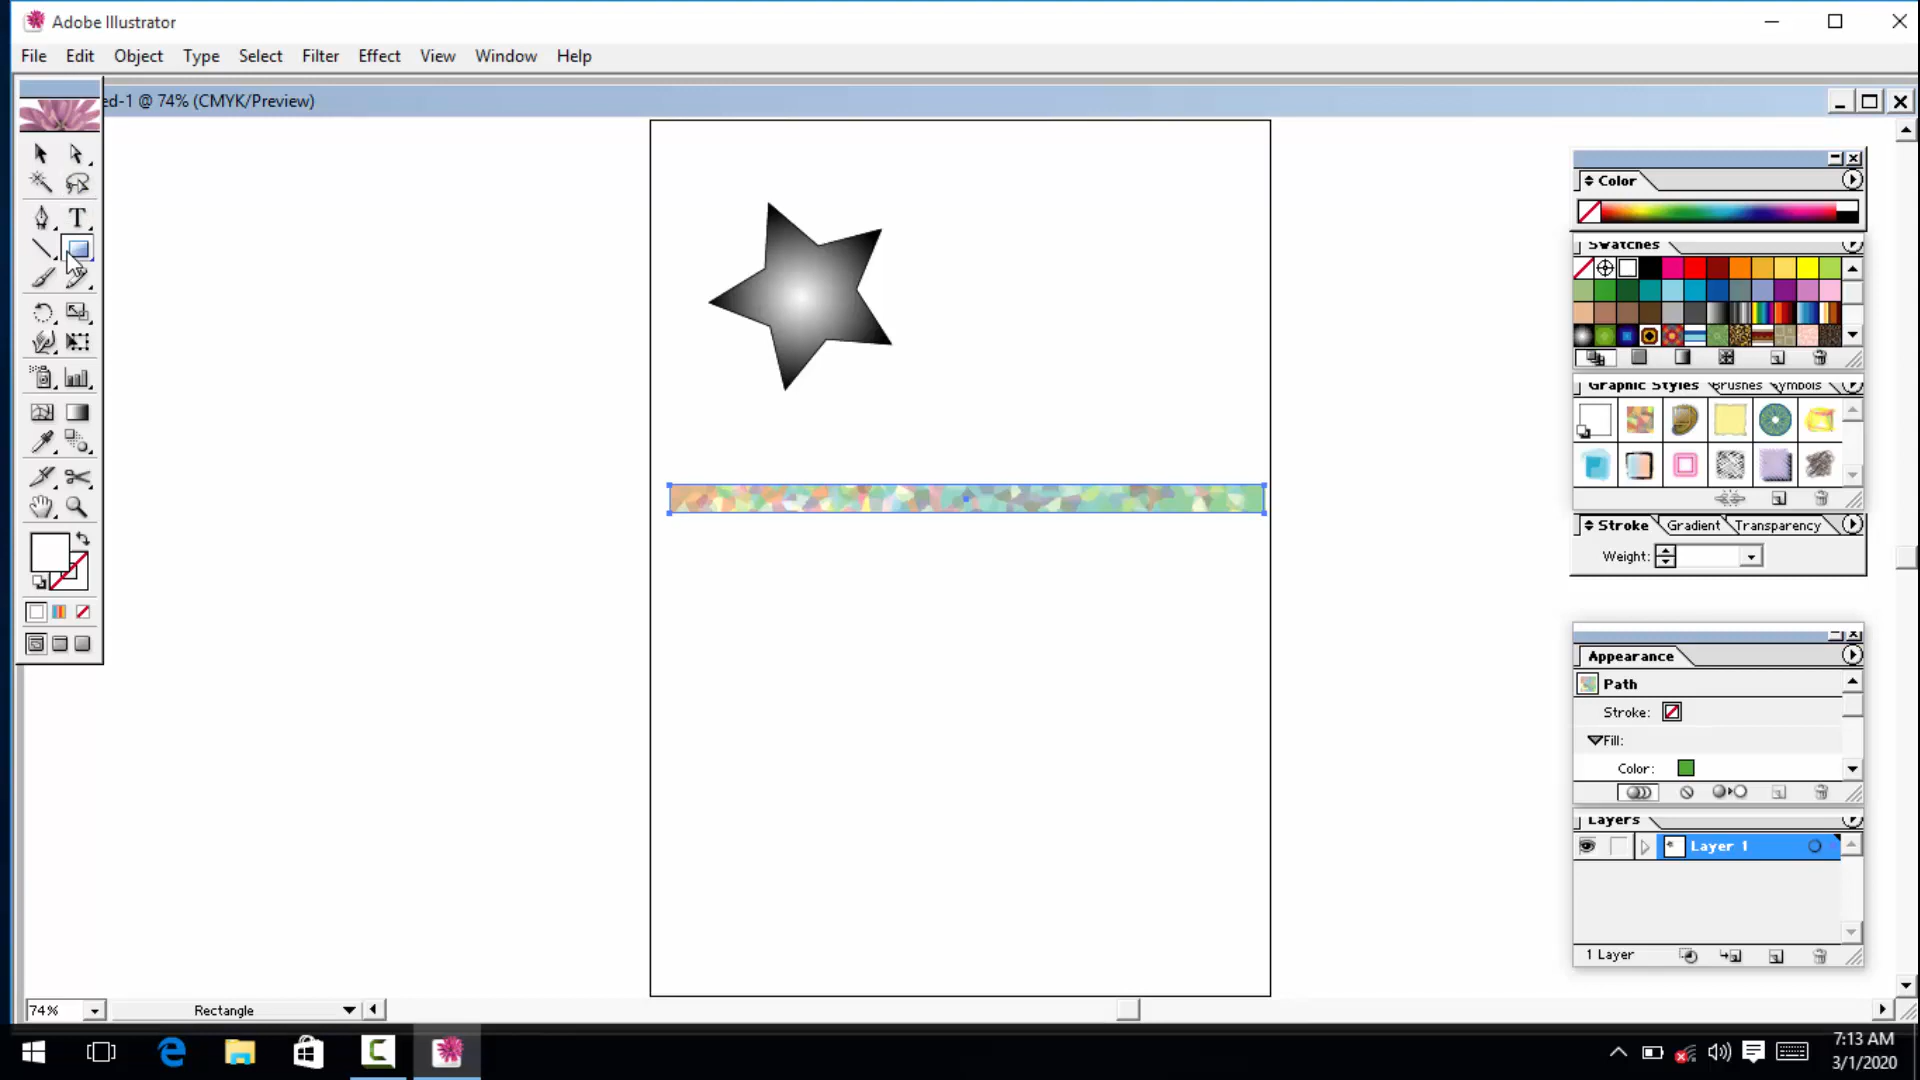 Adobe Illustrator
File Edit Object Type Select Filter Effect View Window Help
ed-1 @ 74% (CMYK/Preview)
T
Color
Swatches
Graphic Styles Brushes Symbols
Stroke Gradient Transparency
Weight:
Appearance
Path
Stroke:
Fill:
Color:
Layers
Layer 1
1 Layer
74% Rectangle
7:13 AM
3/1/2020